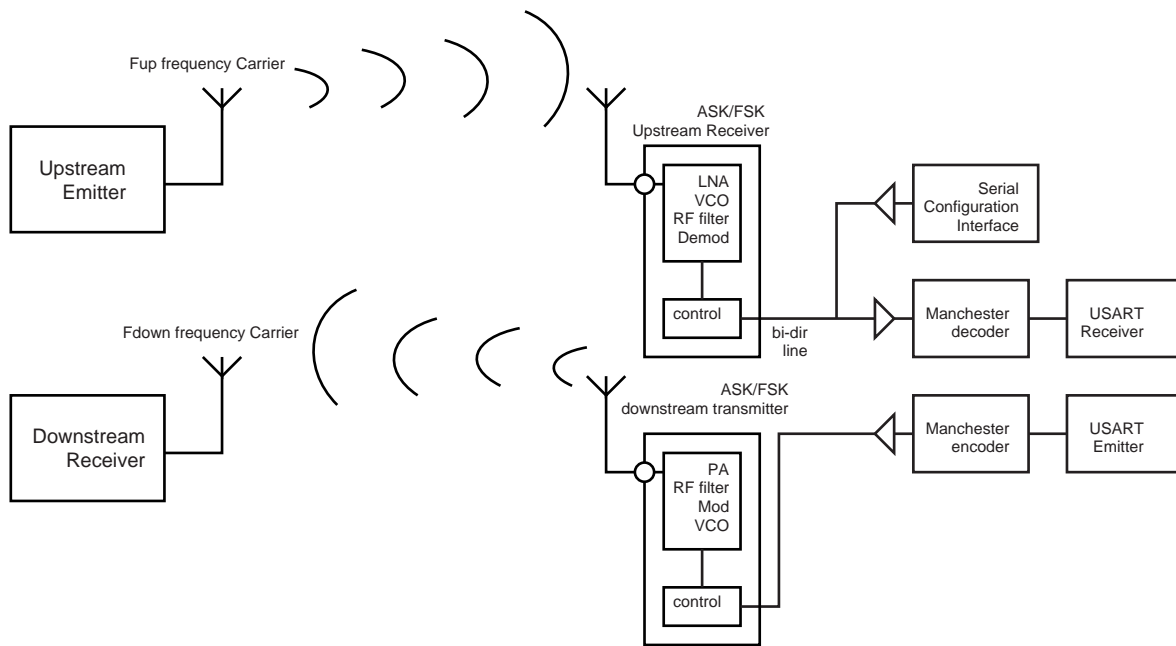 Fup frequency Carrier
Upstream
Emitter
ASK/FSK
Upstream Receiver
LNA
VCO
RF filter
Demod
control
bi-dir
line
Serial
Configuration
Interface
Manchester
decoder
USART
Receiver
Fdown frequency Carrier
Downstream
Receiver
ASK/FSK
downstream transmitter
PA
RF filter
Mod
VCO
control
Manchester
encoder
USART
Emitter